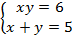 xy = 6
x + y = 5